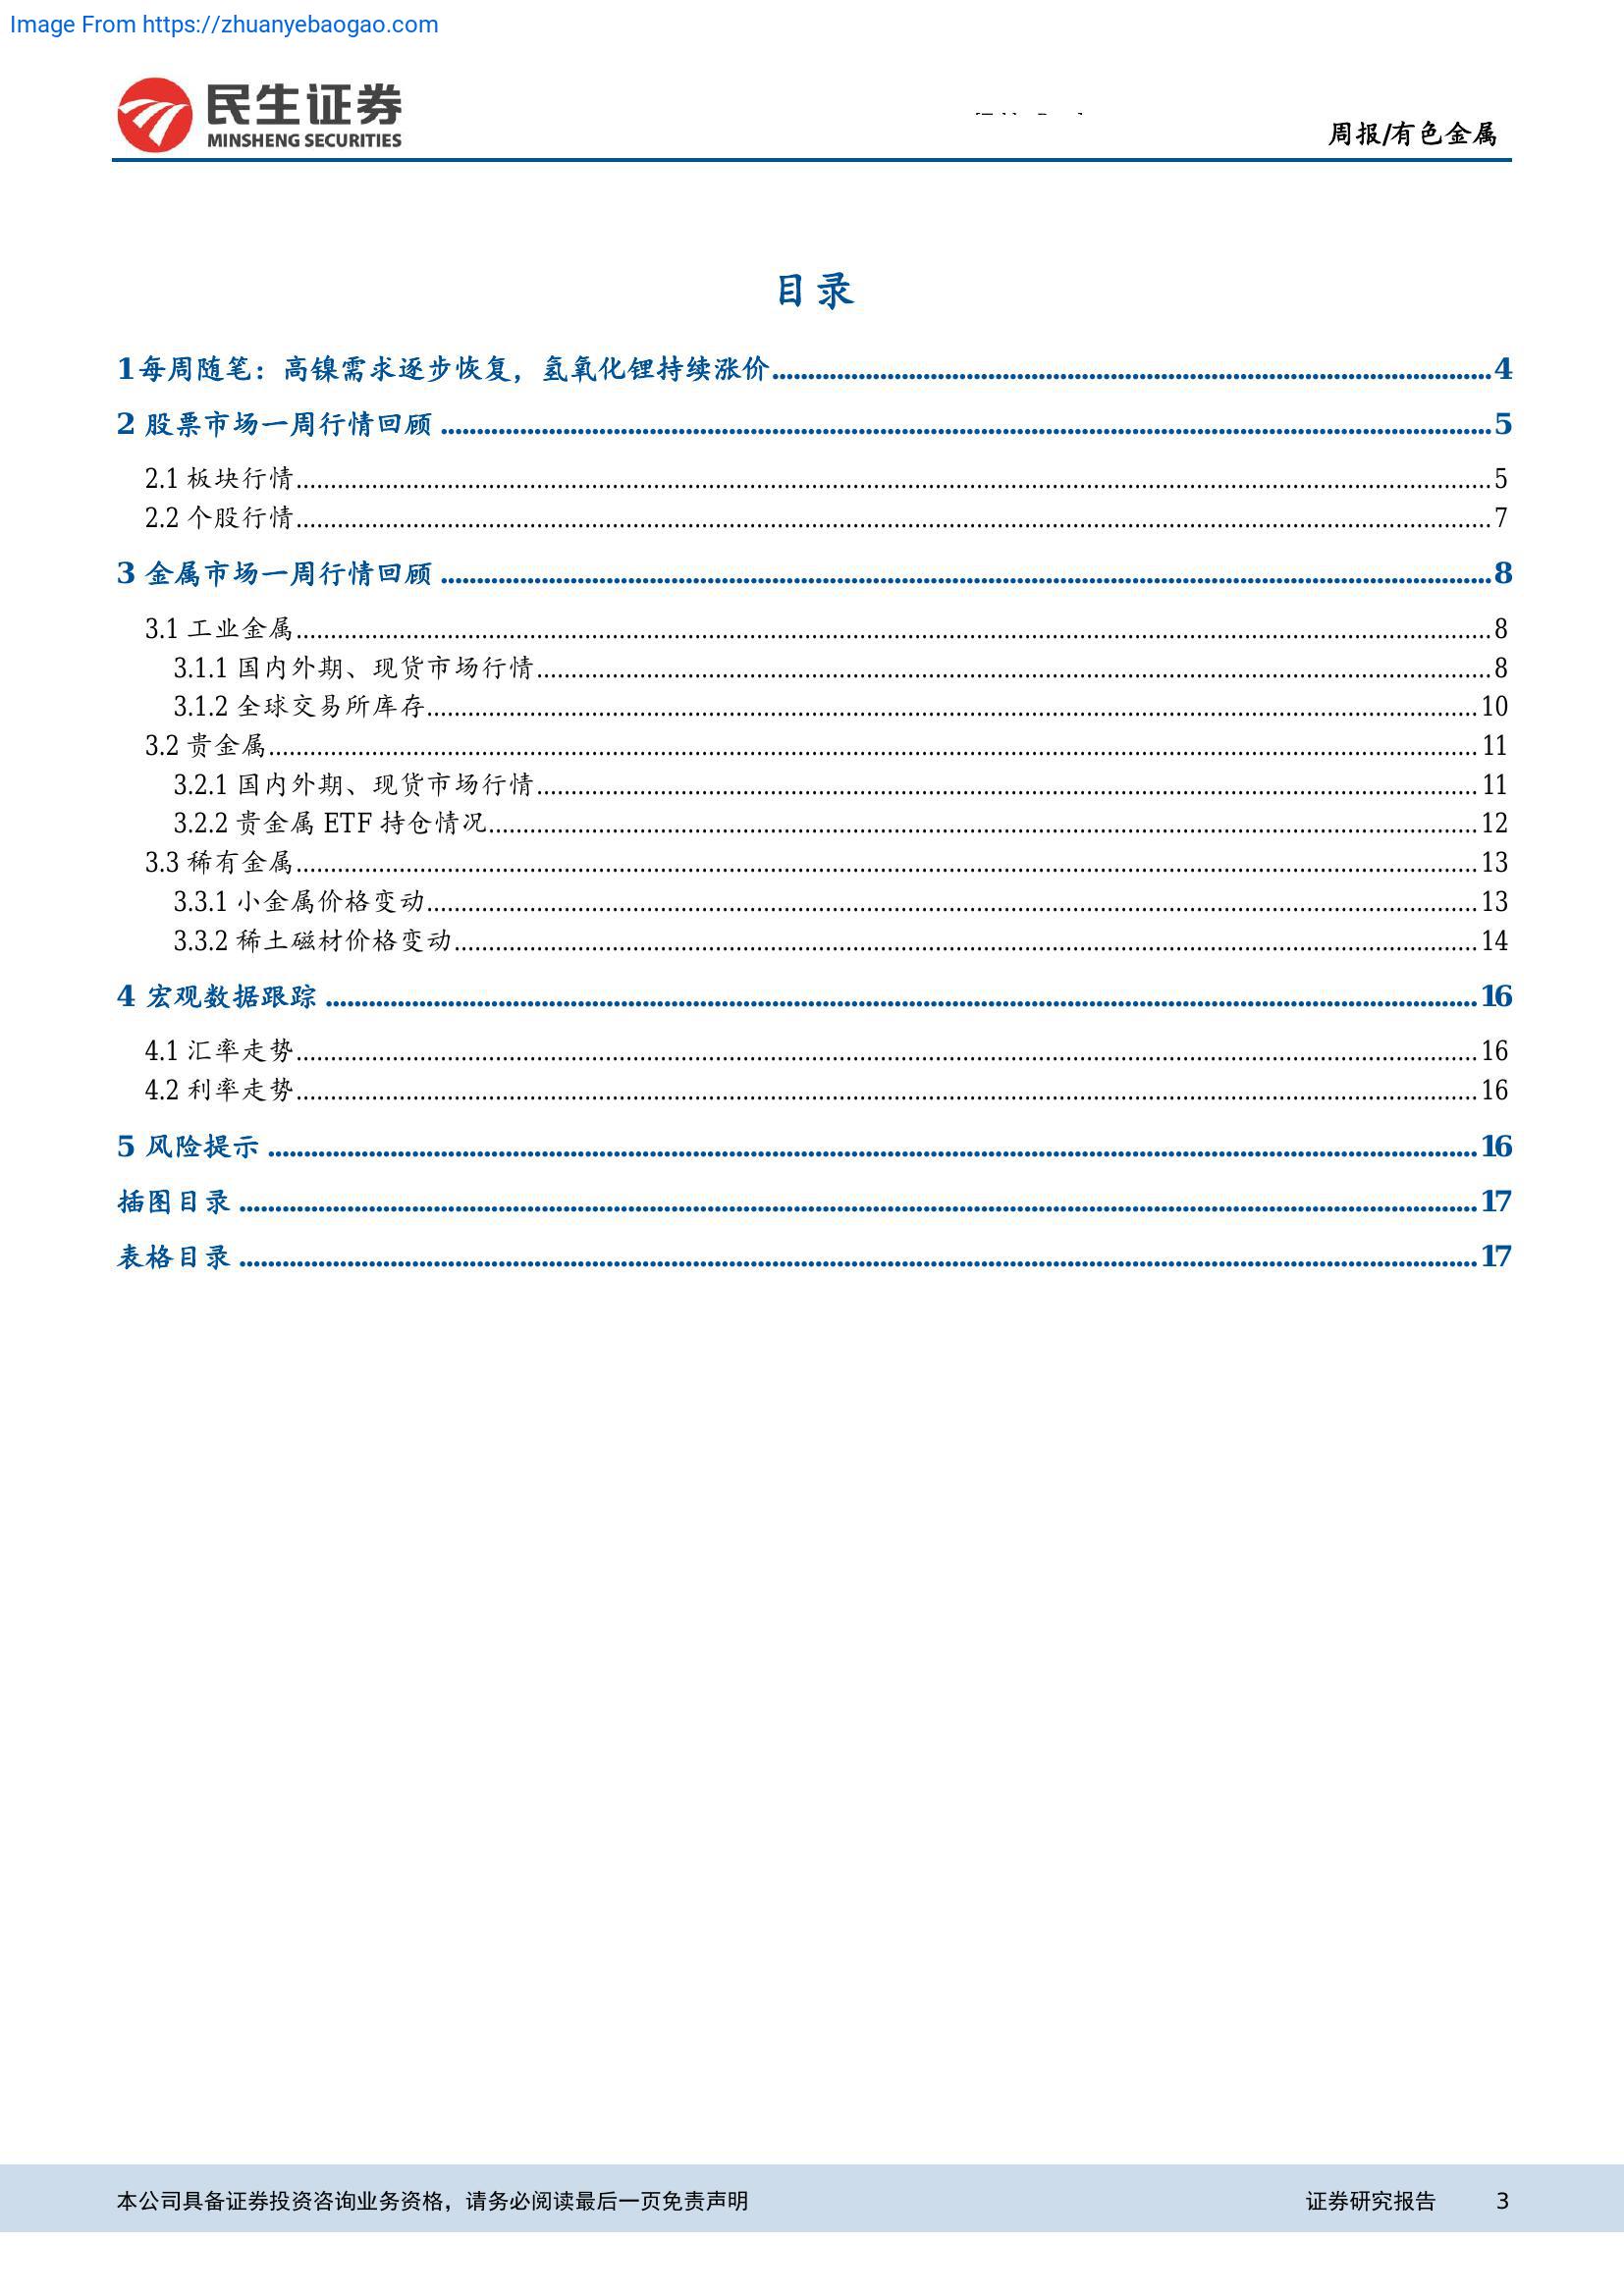 Image From https://zhuanyebaogao.com
民生证券
MINSHENG SECURITIES
周报/有色金属
目录
1每周随笔：高镍需求逐步恢复，氢氧化锂持续涨价 4
2 股票市场一周行情回顾 5
2.1 板块行情 5
2.2 个股行情 7
3 金属市场一周行情回顾 8
3.1 工业金属 8
3.1.1 国内外期、现货市场行情 8
3.1.2 全球交易所库存 10
3.2 贵金属 11
3.2.1 国内外期、现货市场行情 11
3.2.2 贵金属 ETF 持仓情况 12
3.3 稀有金属 13
3.3.1 小金属价格变动 13
3.3.2 稀土磁材价格变动 14
4 宏观数据跟踪 16
4.1 汇率走势 16
4.2 利率走势 16
5 风险提示 16
插图目录 17
表格目录 17
本公司具备证券投资咨询业务资格，请务必阅读最后一页免责声明
证券研究报告 3